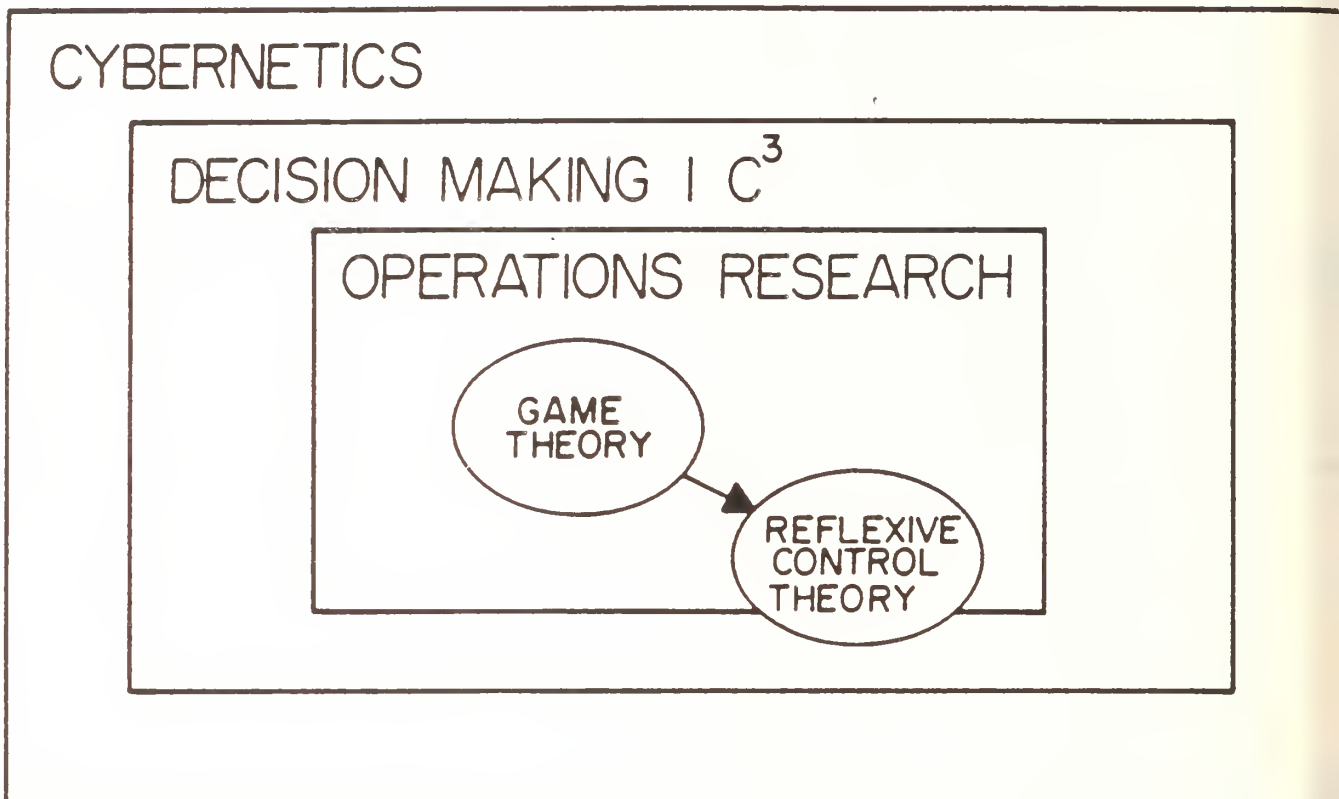 CYBERNETICS
DECISION MAKING I C³
OPERATIONS RESEARCH
GAME
THEORY
REFLEXIVE
CONTROL
THEORY